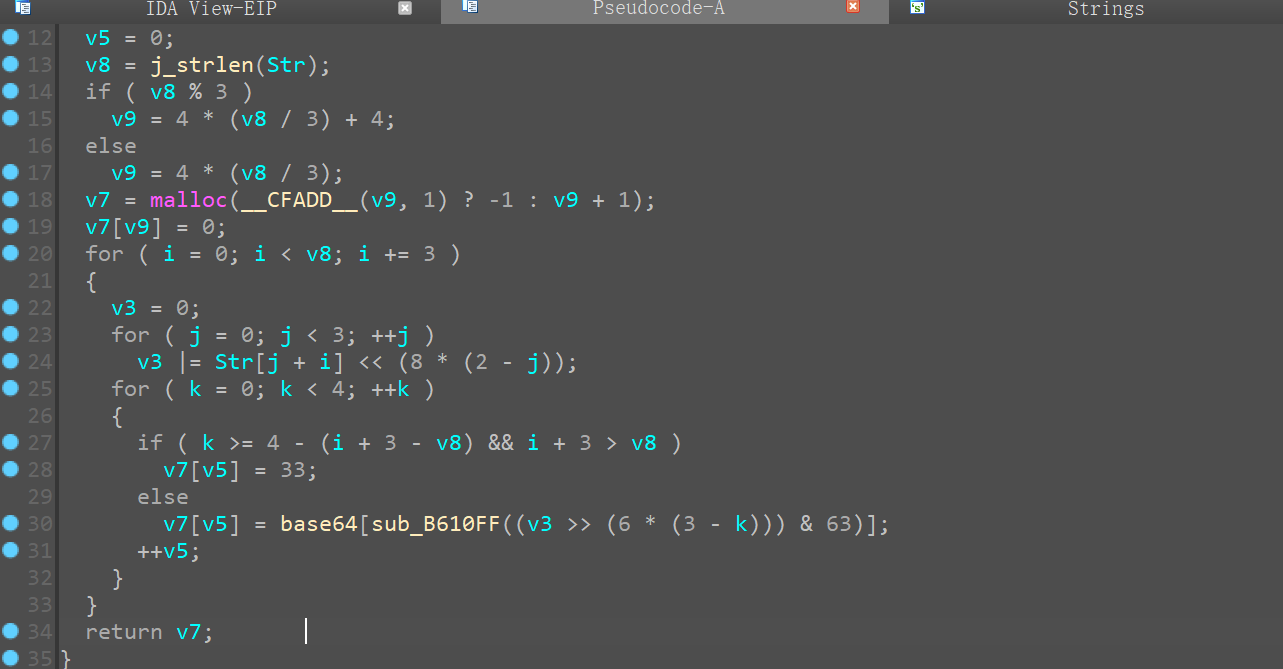 IDA View-EIP Pseudocode-A Strings
12 v5 = 0;
13 v8 = j_strlen(Str);
14 if ( v8 % 3 )
15 v9 = 4 * (v8 / 3) + 4;
16 else
17 v9 = 4 * (v8 / 3);
18 v7 = malloc(__CFADD__(v9, 1) ? -1 : v9 + 1);
19 v7[v9] = 0;
20 for ( i = 0; i < v8; i += 3 )
21 {
22 v3 = 0;
23 for ( j = 0; j < 3; ++j )
24 v3 |= Str[j + i] << (8 * (2 - j));
25 for ( k = 0; k < 4; ++k )
26 {
27 if ( k >= 4 - (i + 3 - v8) && i + 3 > v8 )
28 v7[v5] = 33;
29 else
30 v7[v5] = base64[sub_B610FF((v3 >> (6 * (3 - k))) & 63)];
31 ++v5;
32 }
33 }
34 return v7;
35 }